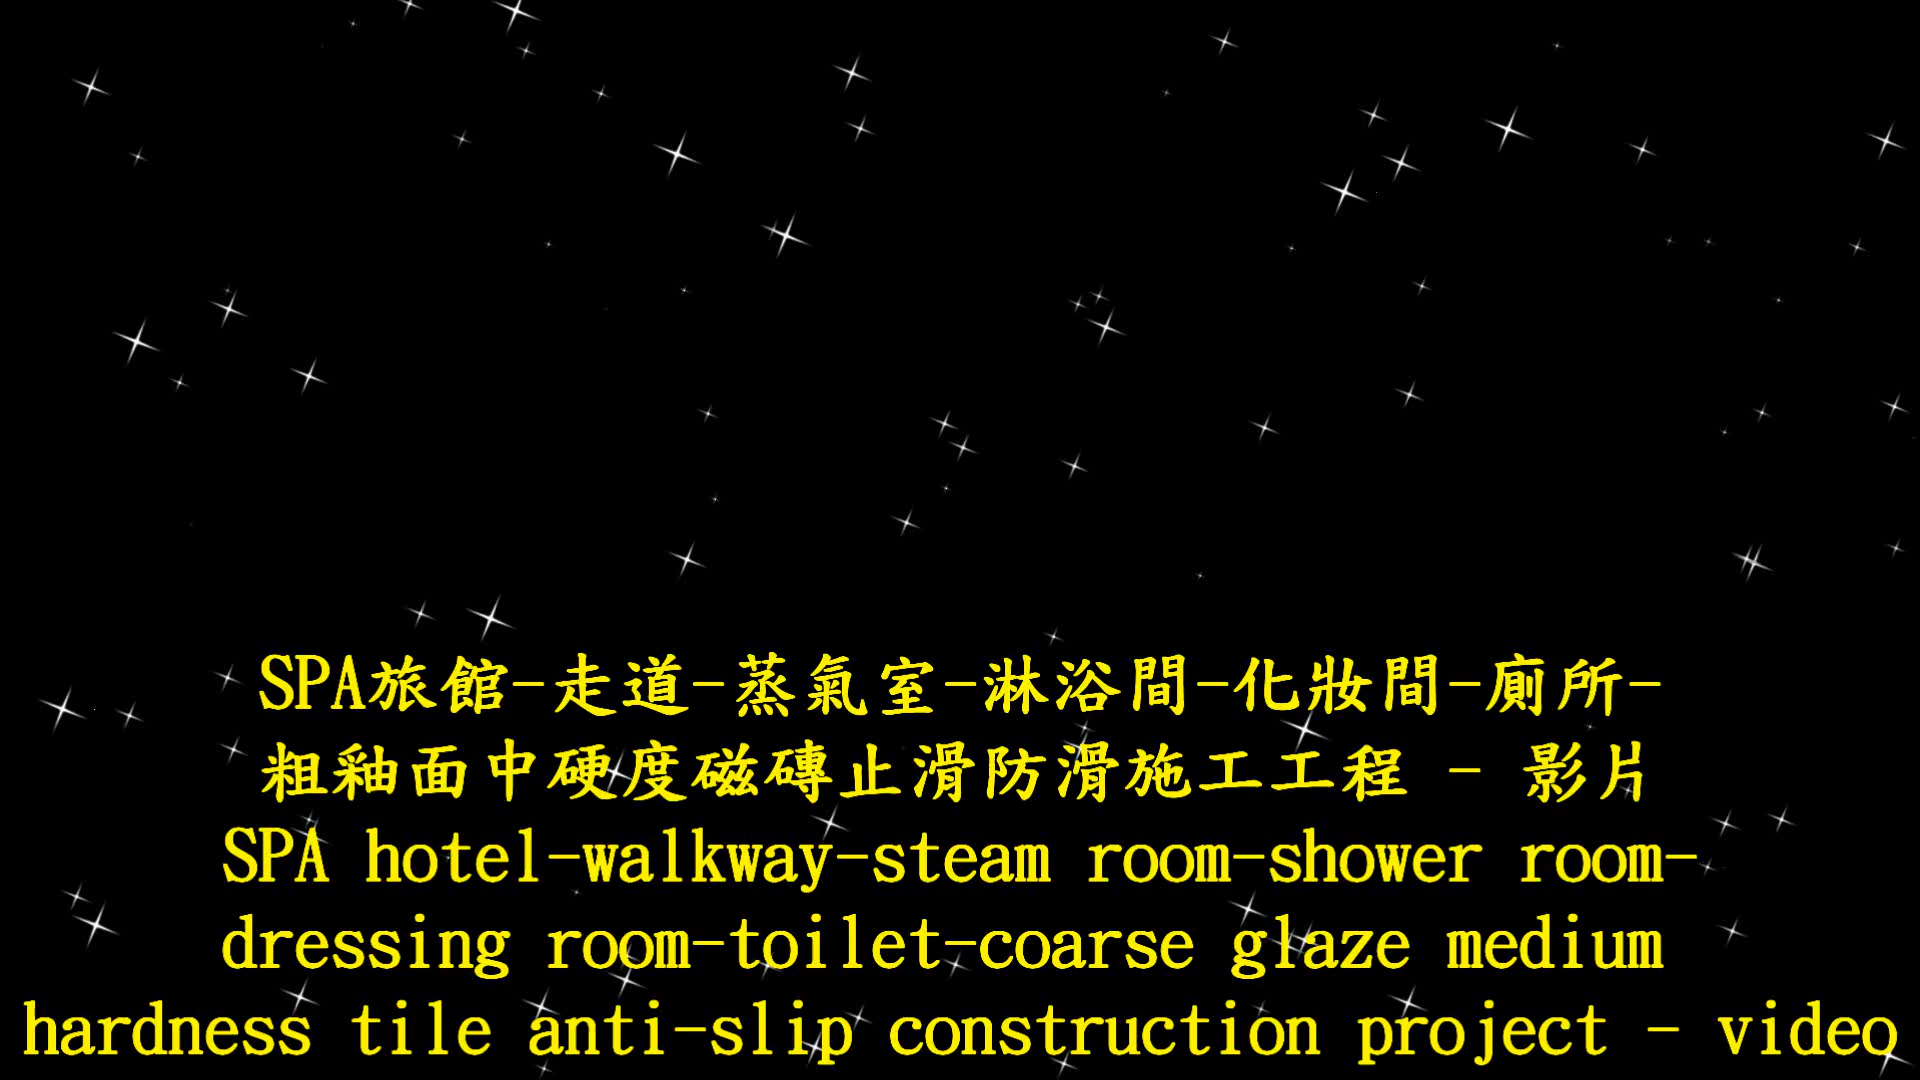 SPA旅館-走道-蒸氣室-淋浴間-化妝間-廁所-
粗釉面中硬度磁磚止滑防滑施工工程 - 影片
SPA hotel-walkway-steam room-shower room-
dressing room-toilet-coarse glaze medium
hardness tile anti-slip construction project - video